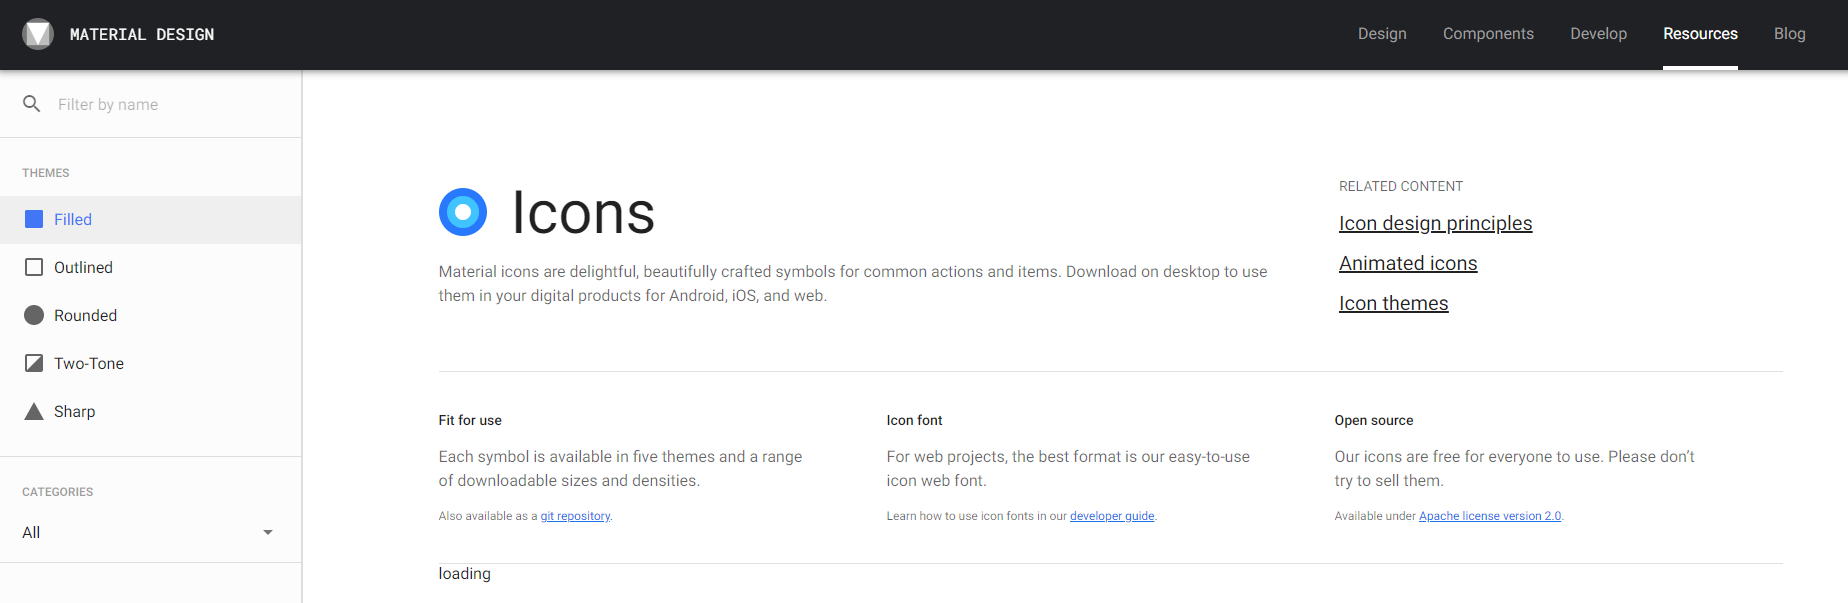 MATERIAL DESIGN
Design
Components
Develop
Resources
Blog
Filter by name
THEMES
Filled
Outlined
Rounded
Two-Tone
Sharp
CATEGORIES
All
Icons
Material icons are delightful, beautifully crafted symbols for common actions and items. Download on desktop to use
them in your digital products for Android, iOS, and web.
RELATED CONTENT
Icon design principles
Animated icons
Icon themes
Fit for use
Each symbol is available in five themes and a range
of downloadable sizes and densities.
Also available as a git repository.
Icon font
For web projects, the best format is our easy-to-use
icon web font.
Learn how to use icon fonts in our developer guide.
Open source
Our icons are free for everyone to use. Please don’t
try to sell them.
Available under Apache license version 2.0.
loading